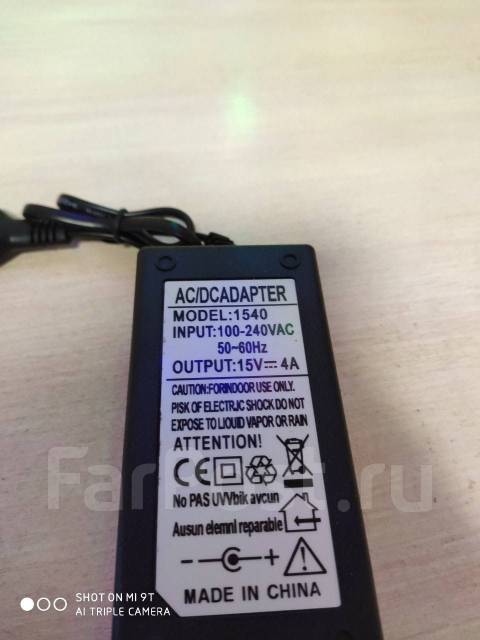 AC/DCADAPTER
MODEL:1540
INPUT:100-240VAC
50~60Hz
OUTPUT:15V⎓4A
CAUTION:FORINDOOR USE ONLY.
PISK OF ELECTRJC SHOCK DO NOT
EXPOSE TO LIOUID VAPOR OR RAIN
ATTENTION!
CE
No PAS UVVbik avcun
Ausun elemnl reparable
- +
MADE IN CHINA
Farpost.ru
SHOT ON MI 9T
AI TRIPLE CAMERA